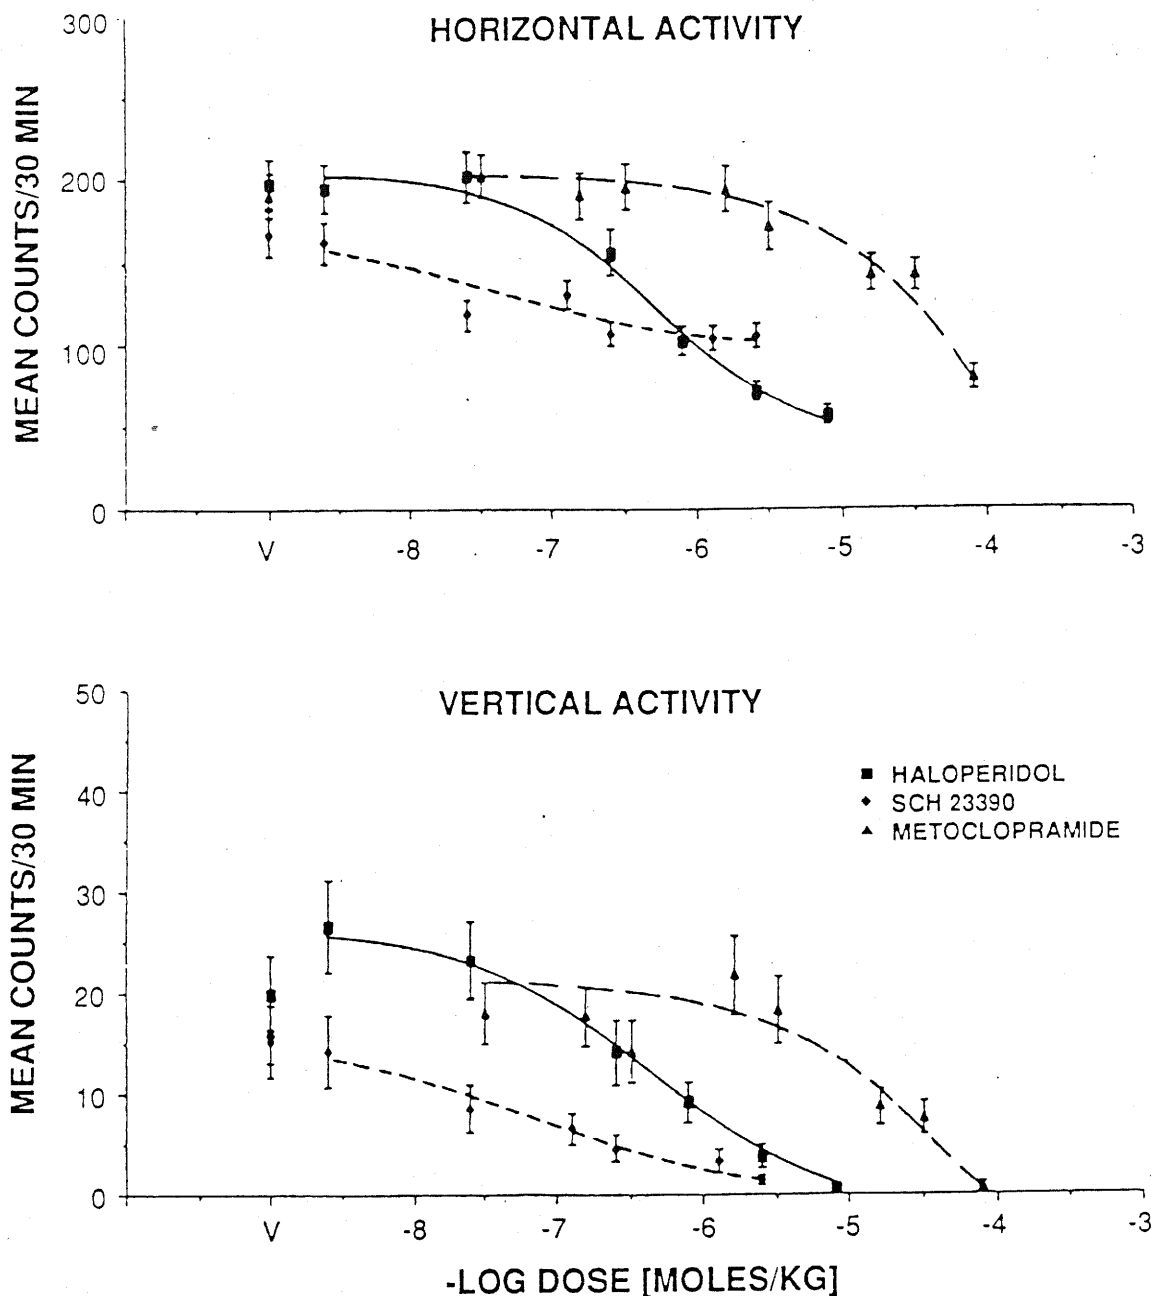 HORIZONTAL ACTIVITY
MEAN COUNTS/30 MIN
300
200
100
0
V -8 -7 -6 -5 -4 -3
VERTICAL ACTIVITY
MEAN COUNTS/30 MIN
50
40
30
20
10
0
HALOPERIDOL
SCH 23390
METOCLOPRAMIDE
V -8 -7 -6 -5 -4 -3
-LOG DOSE [MOLES/KG]